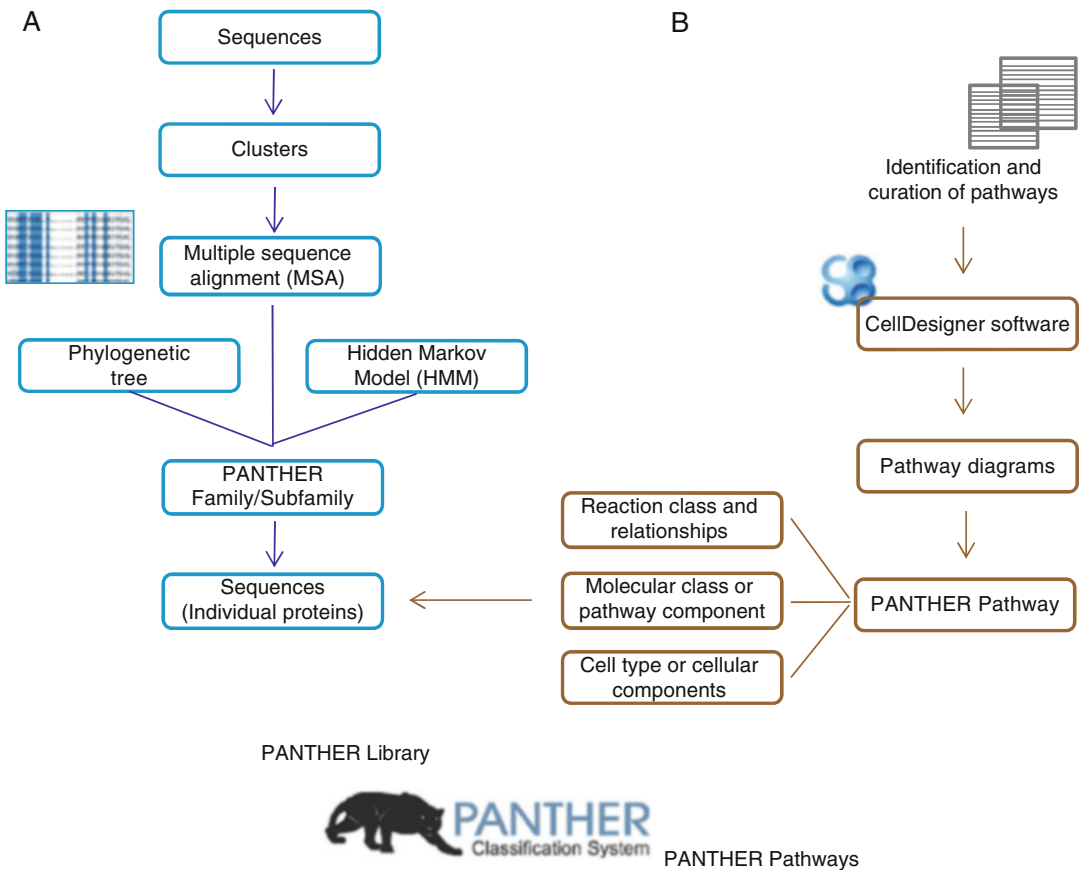 A
Sequences
Clusters
Multiple sequence
alignment (MSA)
Phylogenetic
tree
Hidden Markov
Model (HMM)
PANTHER
Family/Subfamily
Sequences
(Individual proteins)
B
Identification and
curation of pathways
CellDesigner software
Pathway diagrams
PANTHER Pathway
Reaction class and
relationships
Molecular class or
pathway component
Cell type or cellular
components
PANTHER Library
PANTHER
Classification System
PANTHER Pathways